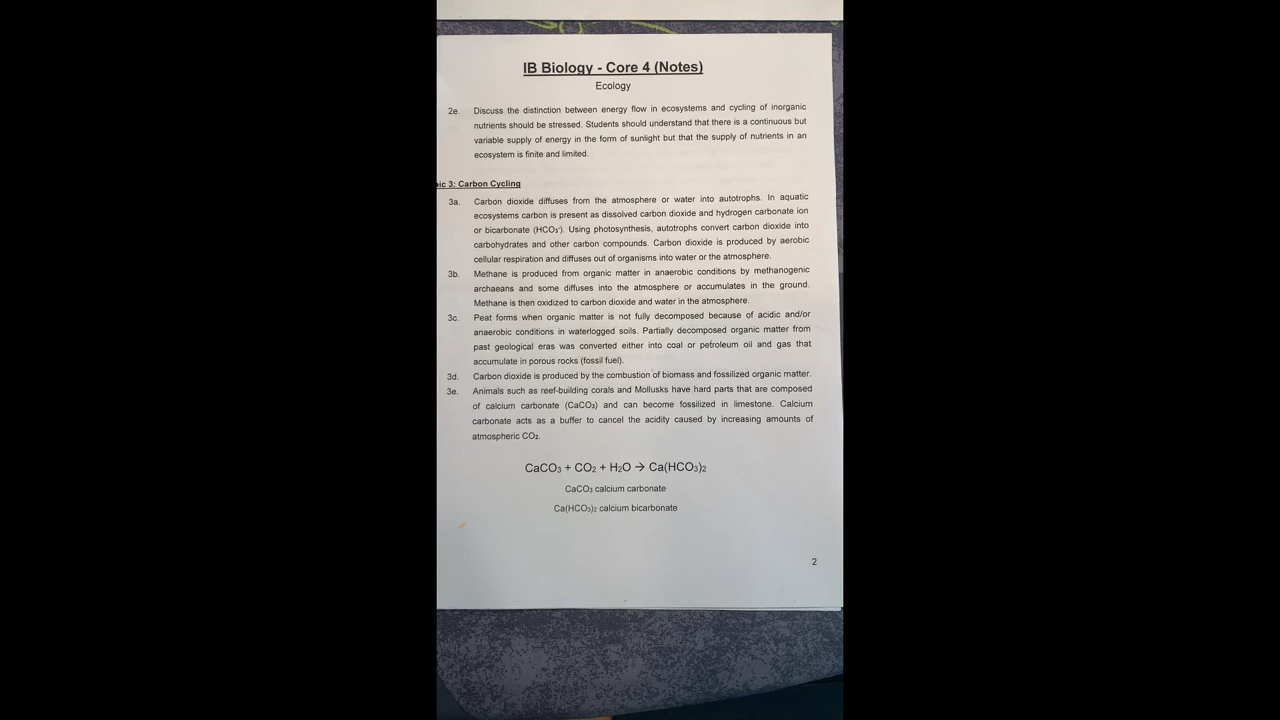 IB Biology - Core 4 (Notes)
Ecology
2e. Discuss the distinction between energy flow in ecosystems and cycling of inorganic
nutrients should be stressed. Students should understand that there is a continuous but
variable supply of energy in the form of sunlight but that the supply of nutrients in an
ecosystem is finite and limited.
ic 3: Carbon Cycling
3a. Carbon dioxide diffuses from the atmosphere or water into autotrophs. In aquatic
ecosystems carbon is present as dissolved carbon dioxide and hydrogen carbonate ion
or bicarbonate (HCO₃⁻). Using photosynthesis, autotrophs convert carbon dioxide into
carbohydrates and other carbon compounds. Carbon dioxide is produced by aerobic
cellular respiration and diffuses out of organisms into water or the atmosphere.
3b. Methane is produced from organic matter in anaerobic conditions by methanogenic
archaeans and some diffuses into the atmosphere or accumulates in the ground.
Methane is then oxidized to carbon dioxide and water in the atmosphere.
3c. Peat forms when organic matter is not fully decomposed because of acidic and/or
anaerobic conditions in waterlogged soils. Partially decomposed organic matter from
past geological eras was converted either into coal or petroleum oil and gas that
accumulate in porous rocks (fossil fuel).
3d. Carbon dioxide is produced by the combustion of biomass and fossilized organic matter.
3e. Animals such as reef-building corals and Mollusks have hard parts that are composed
of calcium carbonate (CaCO₃) and can become fossilized in limestone. Calcium
carbonate acts as a buffer to cancel the acidity caused by increasing amounts of
atmospheric CO₂.
CaCO₃ + CO₂ + H₂O → Ca(HCO₃)₂
CaCO₃ calcium carbonate
Ca(HCO₃)₂ calcium bicarbonate
2